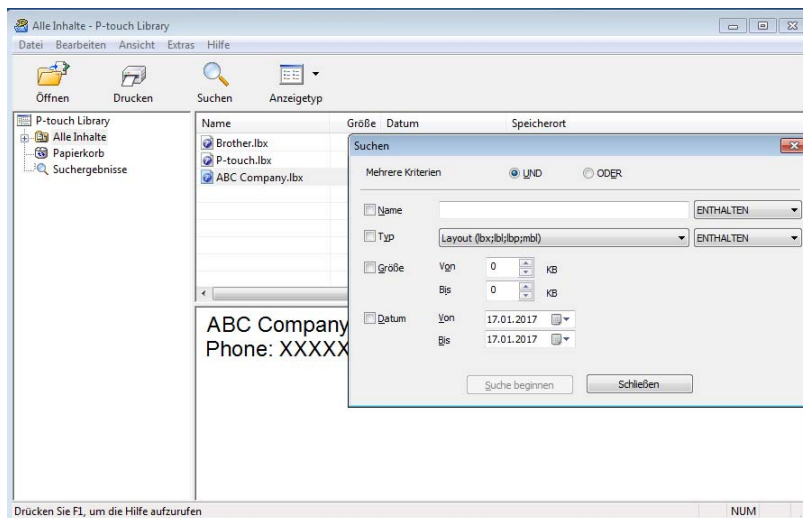 Alle Inhalte - P-touch Library
Datei Bearbeiten Ansicht Extras Hilfe
Öffnen Drucken Suchen Anzeigetyp
P-touch Library
Alle Inhalte
Papierkorb
Suchergebnisse
Name Größe Datum Speicherort
Brother.lbx
P-touch.lbx
ABC Company.lbx
Suchen
Mehrere Kriterien UND ODER
Name ENTHALTEN
Typ Layout (lbx;lbl;lbp;mbl) ENTHALTEN
Größe Von 0 KB
Bis 0 KB
Datum Von 17.01.2017
Bis 17.01.2017
Suche beginnen Schließen
ABC Company
Phone: XXXXX
Drücken Sie F1, um die Hilfe aufzurufen NUM